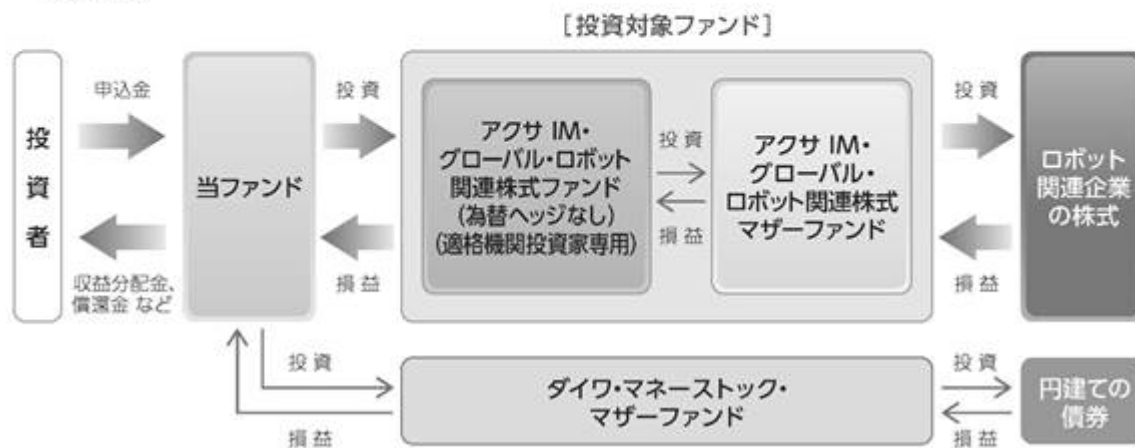 [投資対象ファンド]
投資者
申込金
収益分配金、
償還金 など
当ファンド
投資
損益
アクサ IM・
グローバル・ロボット
関連株式ファンド
(為替ヘッジなし)
(適格機関投資家専用)
投資
損益
アクサ IM・
グローバル・
ロボット関連株式
マザーファンド
投資
損益
ロボット
関連企業
の株式
投資
損益
ダイワ・マネーストック・
マザーファンド
投資
損益
円建ての
債券